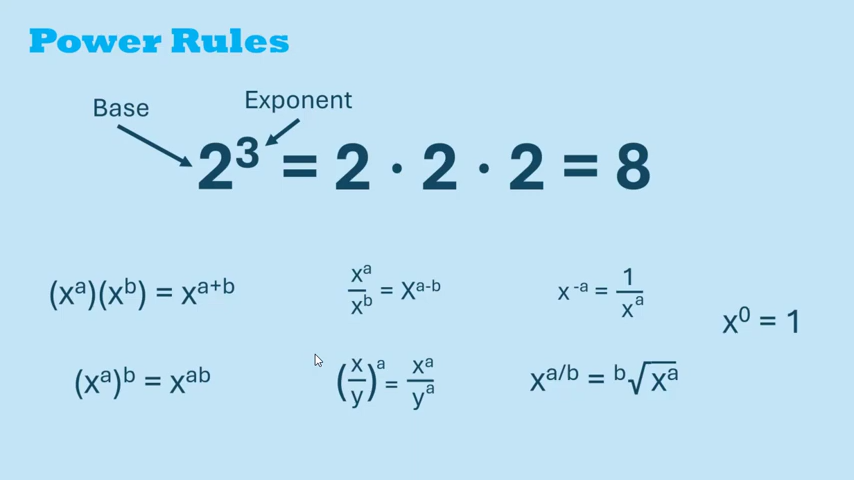 Power Rules
Base
Exponent
2³ = 2 · 2 · 2 = 8
(xᵃ)(xᵇ) = xᵃ⁺ᵇ
xᵃ/xᵇ = Xᵃ⁻ᵇ
x ⁻ᵃ = 1/xᵃ
x⁰ = 1
(xᵃ)ᵇ = xᵃᵇ
(x/y)ᵃ = xᵃ/yᵃ
x^(a/b) = ᵇ√xᵃ